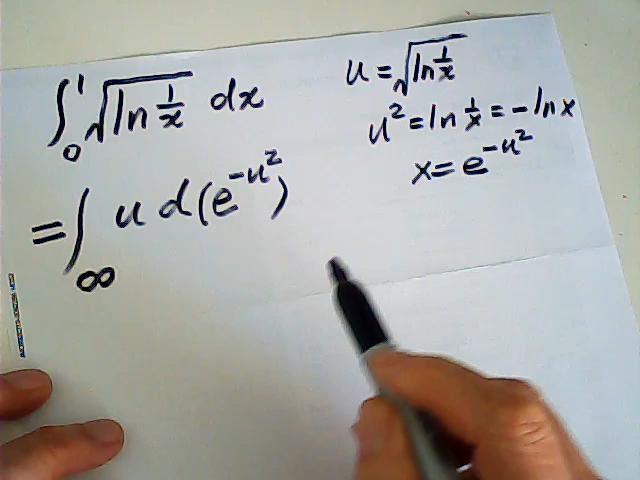 ∫₀¹ √(ln 1/x) dx
u = √(ln 1/x)
u² = ln 1/x = -ln x
x = e^(-u²)
= ∫_∞ u d(e^(-u²))